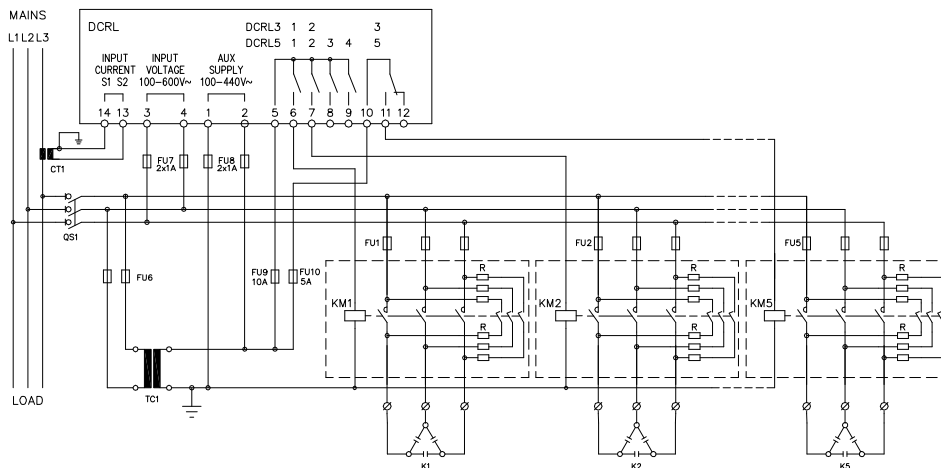 MAINS
L1 L2 L3
DCRL
DCRL3 1 2 3
DCRL5 1 2 3 4 5
INPUT CURRENT
S1 S2
INPUT VOLTAGE
100-600V~
AUX SUPPLY
100-440V~
14 13 3 4 1 2 5 6 7 8 9 10 11 12
CT1
FU7
2x1A
FU8
2x1A
QS1
FU1
FU2
FU5
FU6
FU9
10A
FU10
5A
R
R
R
KM1
KM2
KM5
R
R
R
TC1
LOAD
K1
K2
K5